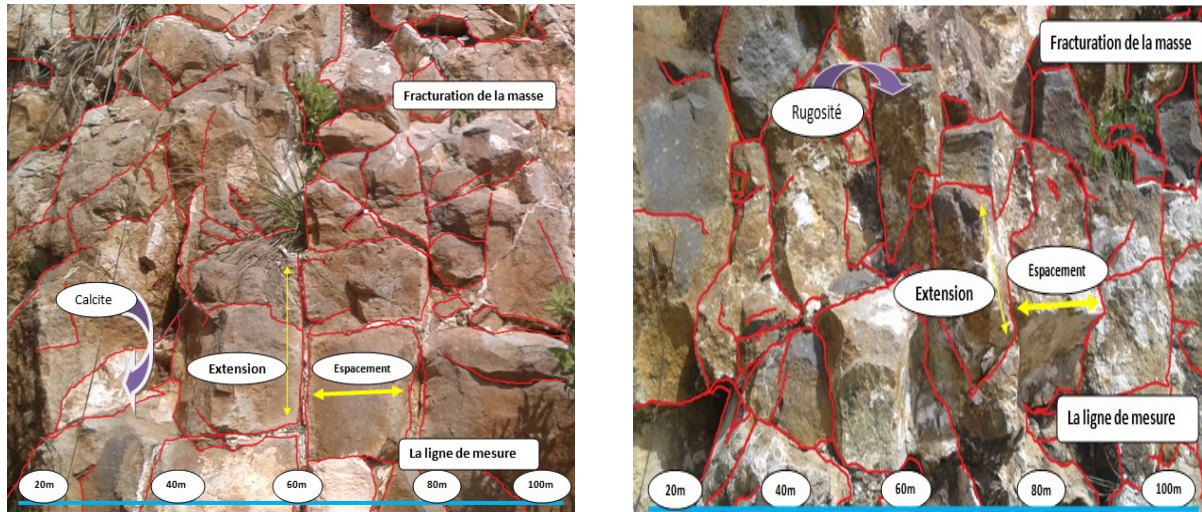 Fracturation de la masse
Calcite
Extension
Espacement
La ligne de mesure
20m 40m 60m 80m 100m
Fracturation de la masse
Rugosité
Espacement
Extension
La ligne de mesure
20m 40m 60m 80m 100m